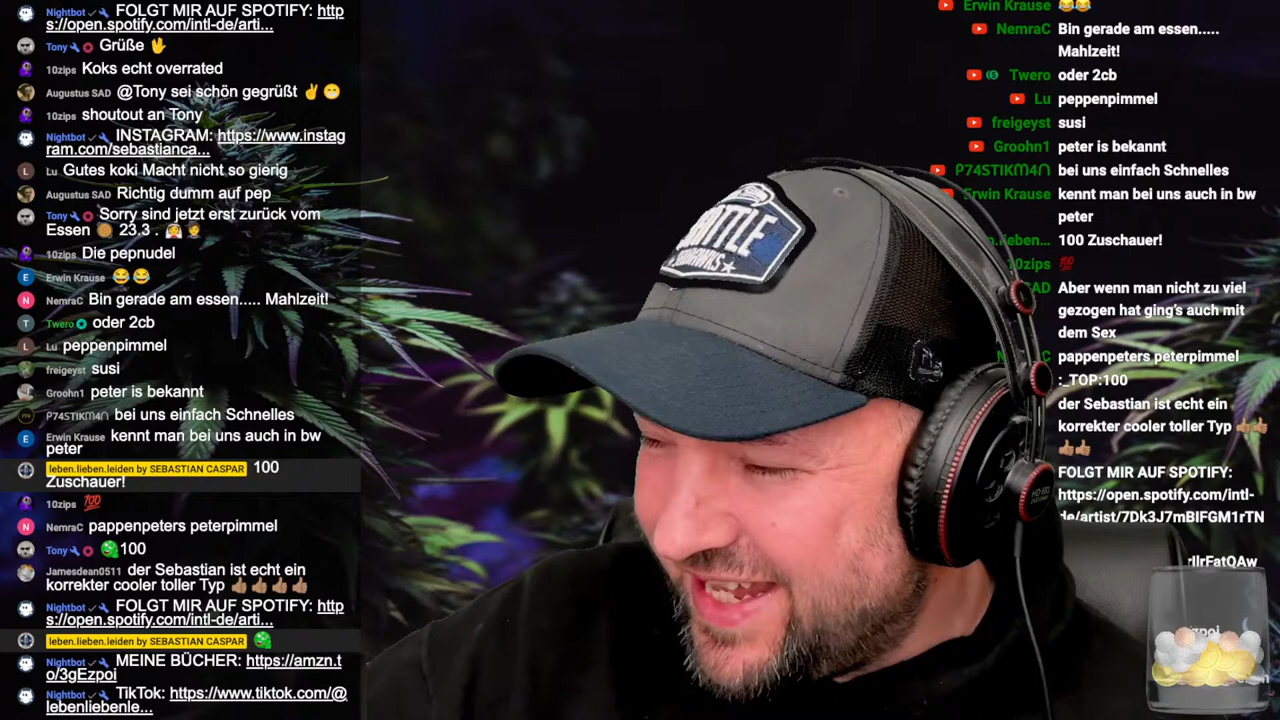 Nightbot FOLGT MIR AUF SPOTIFY: http
s://open.spotify.com/intl-de/arti...
Tony Grüße
10zips Koks echt overrated
Augustus SAD @Tony sei schön gegrüßt
10zips shoutout an Tony
Nightbot INSTAGRAM: https://www.instag
ram.com/sebastianca...
Lu Gutes koki Macht nicht so gierig
Augustus SAD Richtig dumm auf pep
Tony Sorry sind jetzt erst zurück vom
Essen 23.3 .
10zips Die pepnudel
Erwin Krause 😂😂
NemraC Bin gerade am essen..... Mahlzeit!
Twero oder 2cb
Lu peppenpimmel
freigeyst susi
Groohn1 peter is bekannt
P74STIKM4N bei uns einfach Schnelles
Erwin Krause kennt man bei uns auch in bw
peter
leben.lieben.leiden by SEBASTIAN CASPAR 100
Zuschauer!
10zips 💯
NemraC pappenpeters peterpimmel
Tony 100
Jamesdean0511 der Sebastian ist echt ein
korrekter cooler toller Typ 👍🏽👍🏽👍🏽👍🏽
Nightbot FOLGT MIR AUF SPOTIFY: http
s://open.spotify.com/intl-de/arti...
leben.lieben.leiden by SEBASTIAN CASPAR
Nightbot MEINE BÜCHER: https://amzn.t
o/3gEzpoi
Nightbot TikTok: https://www.tiktok.com/@
lebenliebenle...
Erwin Krause 😂😂
NemraC Bin gerade am essen.....
Mahlzeit!
Twero oder 2cb
Lu peppenpimmel
freigeyst susi
Groohn1 peter is bekannt
P74STIKM4N bei uns einfach Schnelles
Erwin Krause kennt man bei uns auch in bw
peter
n.lieben... 100 Zuschauer!
10zips 💯
SAD Aber wenn man nicht zu viel
gezogen hat ging's auch mit
dem Sex
pappenpeters peterpimmel
:_TOP:100
der Sebastian ist echt ein
korrekter cooler toller Typ 👍🏽👍🏽
👍🏽👍🏽
FOLGT MIR AUF SPOTIFY:
https://open.spotify.com/intl-
de/artist/7Dk3J7mBIFGM1rTN
rllrFatQAw
zpoi